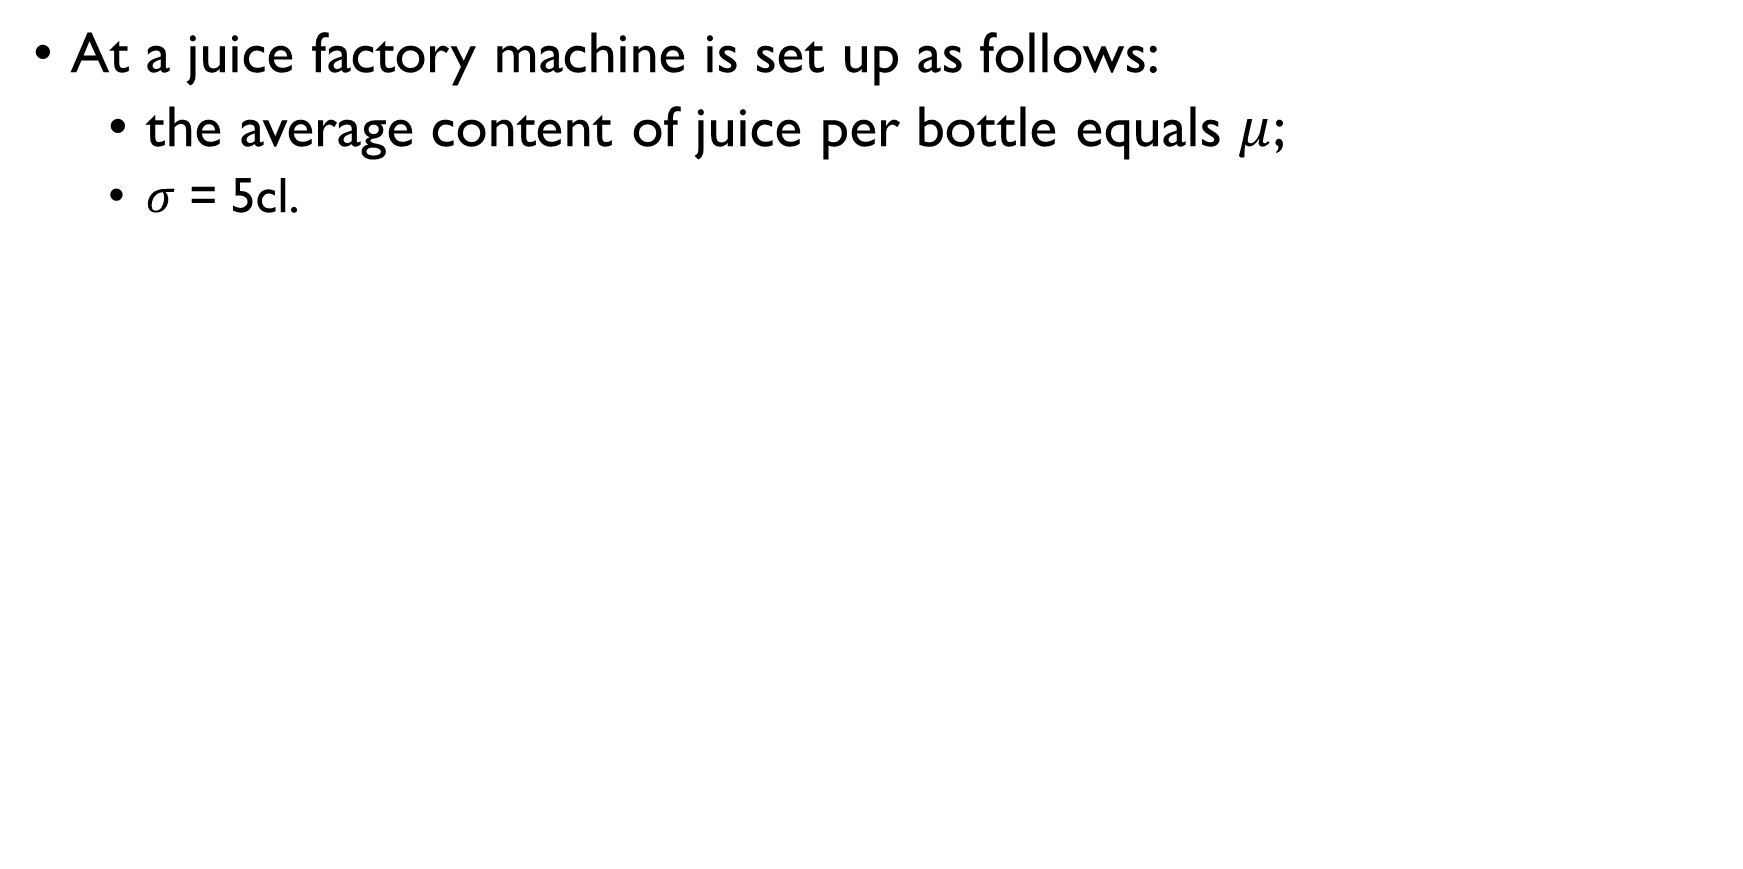 • At a juice factory machine is set up as follows:
• the average content of juice per bottle equals 𝜇;
• 𝜎 = 5cl.